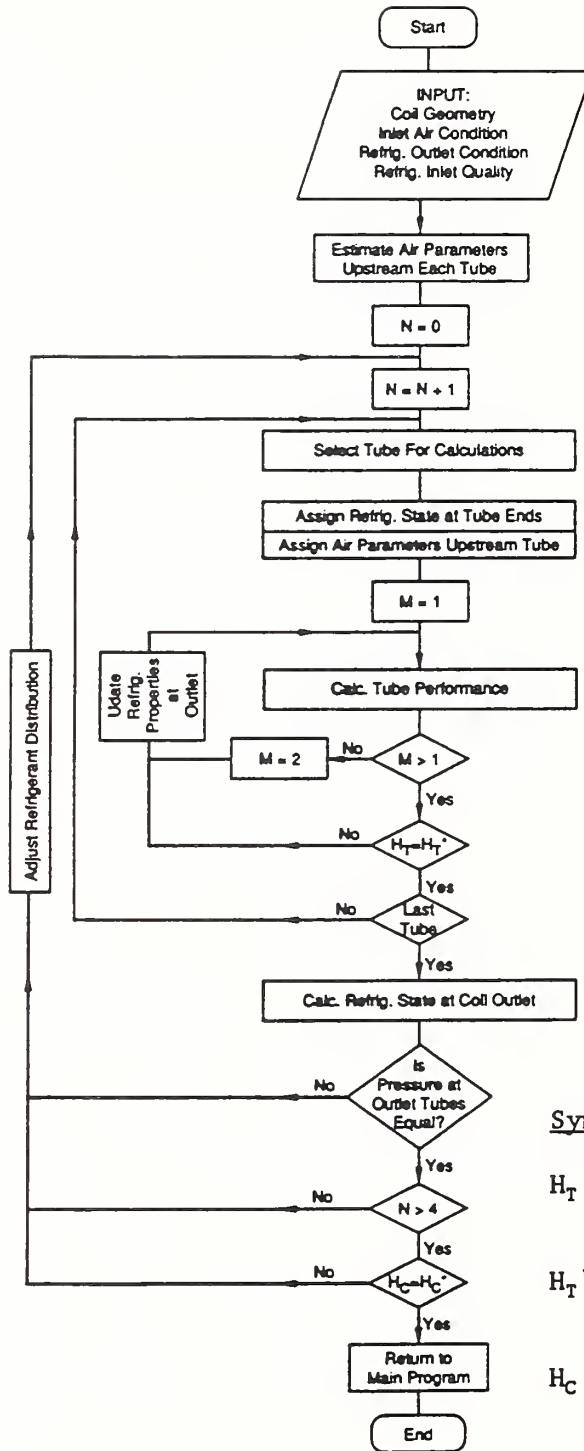 Start
INPUT:
Coil Geometry
Inlet Air Condition
Refrig. Outlet Condition
Refrig. Inlet Quality
Estimate Air Parameters
Upstream Each Tube
N = 0
N = N + 1
Select Tube For Calculations
Assign Refrig. State at Tube Ends
Assign Air Parameters Upstream Tube
M = 1
Udate
Refrig.
Properties
at
Outlet
Calc. Tube Performance
M = 2
No
M > 1
Yes
No
H_T=H_T*
Yes
No
Last
Tube
Yes
Adjust Refrigerant Distribution
Calc. Refrig. State at Coil Outlet
No
Is
Pressure at
Outlet Tubes
Equal?
Yes
No
N > 4
Yes
No
H_C=H_C*
Yes
Return to
Main Program
End
H_T
H_T
H_C